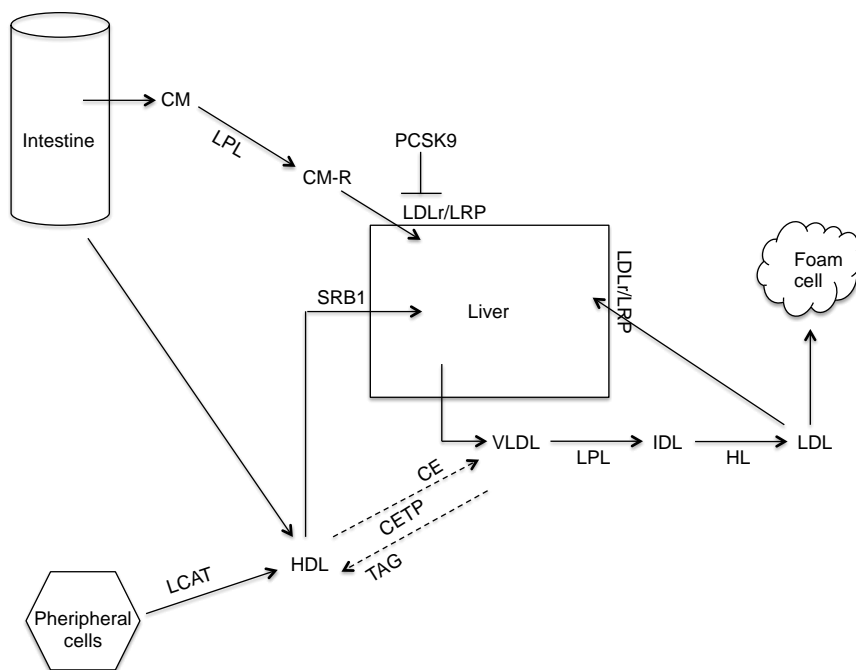 Intestine
CM
LPL
CM-R
PCSK9
LDLr/LRP
SRB1
Liver
LDLr/LRP
Foam
cell
VLDL
LPL
IDL
HL
LDL
CE
CETP
TAG
HDL
LCAT
Pheripheral
cells